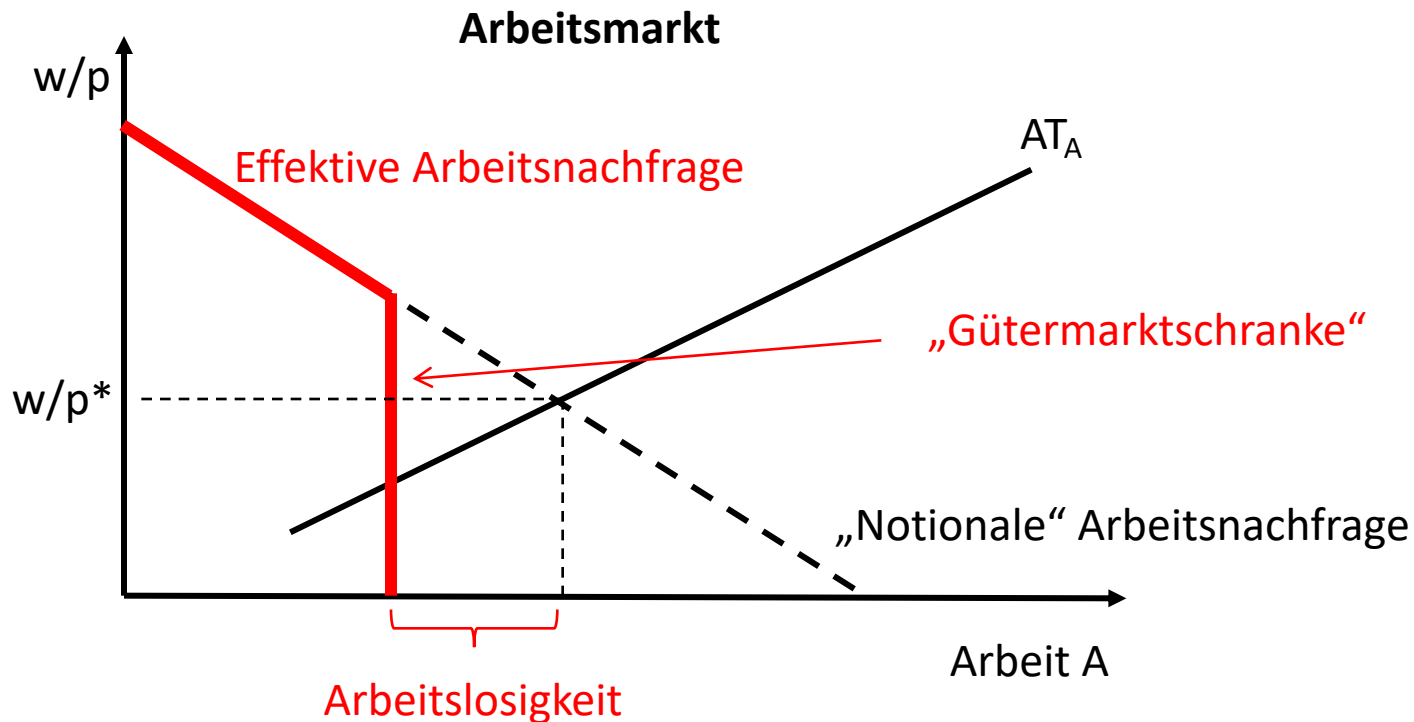 Arbeitsmarkt
w/p
AT_A
Effektive Arbeitsnachfrage
„Gütermarktschranke“
w/p*
„Notionale“ Arbeitsnachfrage
Arbeit A
Arbeitslosigkeit